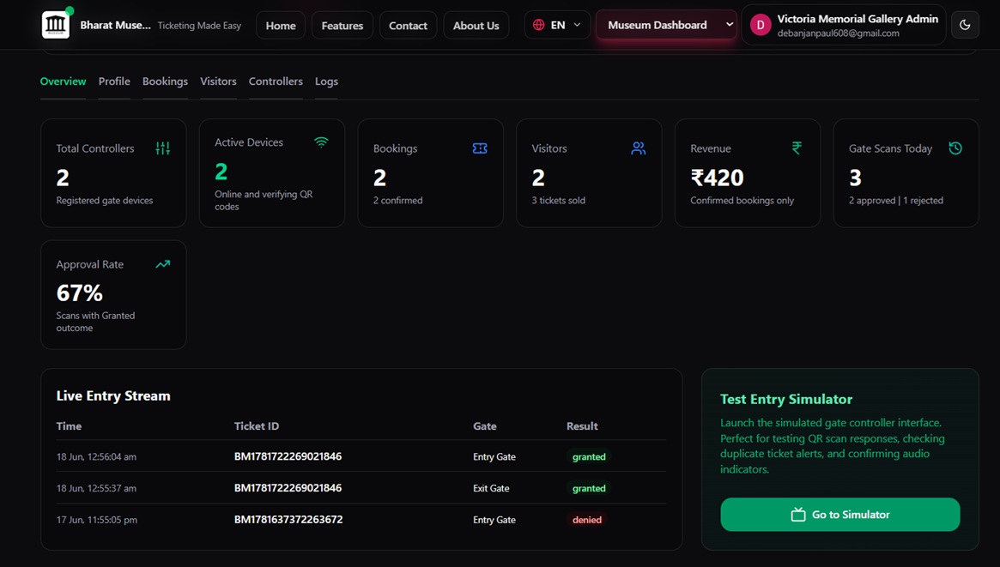 MUSEUM
Bharat Muse...
Ticketing Made Easy
Home
Features
Contact
About Us
EN
Museum Dashboard
D
Victoria Memorial Gallery Admin
debanjanpaul608@gmail.com
Overview
Profile
Bookings
Visitors
Controllers
Logs
Total Controllers
2
Registered gate devices
Active Devices
2
Online and verifying QR
codes
Bookings
2
2 confirmed
Visitors
2
3 tickets sold
Revenue
₹
₹420
Confirmed bookings only
Gate Scans Today
3
2 approved | 1 rejected
Approval Rate
67%
Scans with Granted
outcome
Live Entry Stream
Time Ticket ID Gate Result
18 Jun, 12:56:04 am BM1781722269021846 Entry Gate granted
18 Jun, 12:55:37 am BM1781722269021846 Exit Gate granted
17 Jun, 11:55:05 pm BM1781637372263672 Entry Gate denied
Test Entry Simulator
Launch the simulated gate controller interface.
Perfect for testing QR scan responses, checking
duplicate ticket alerts, and confirming audio
indicators.
Go to Simulator